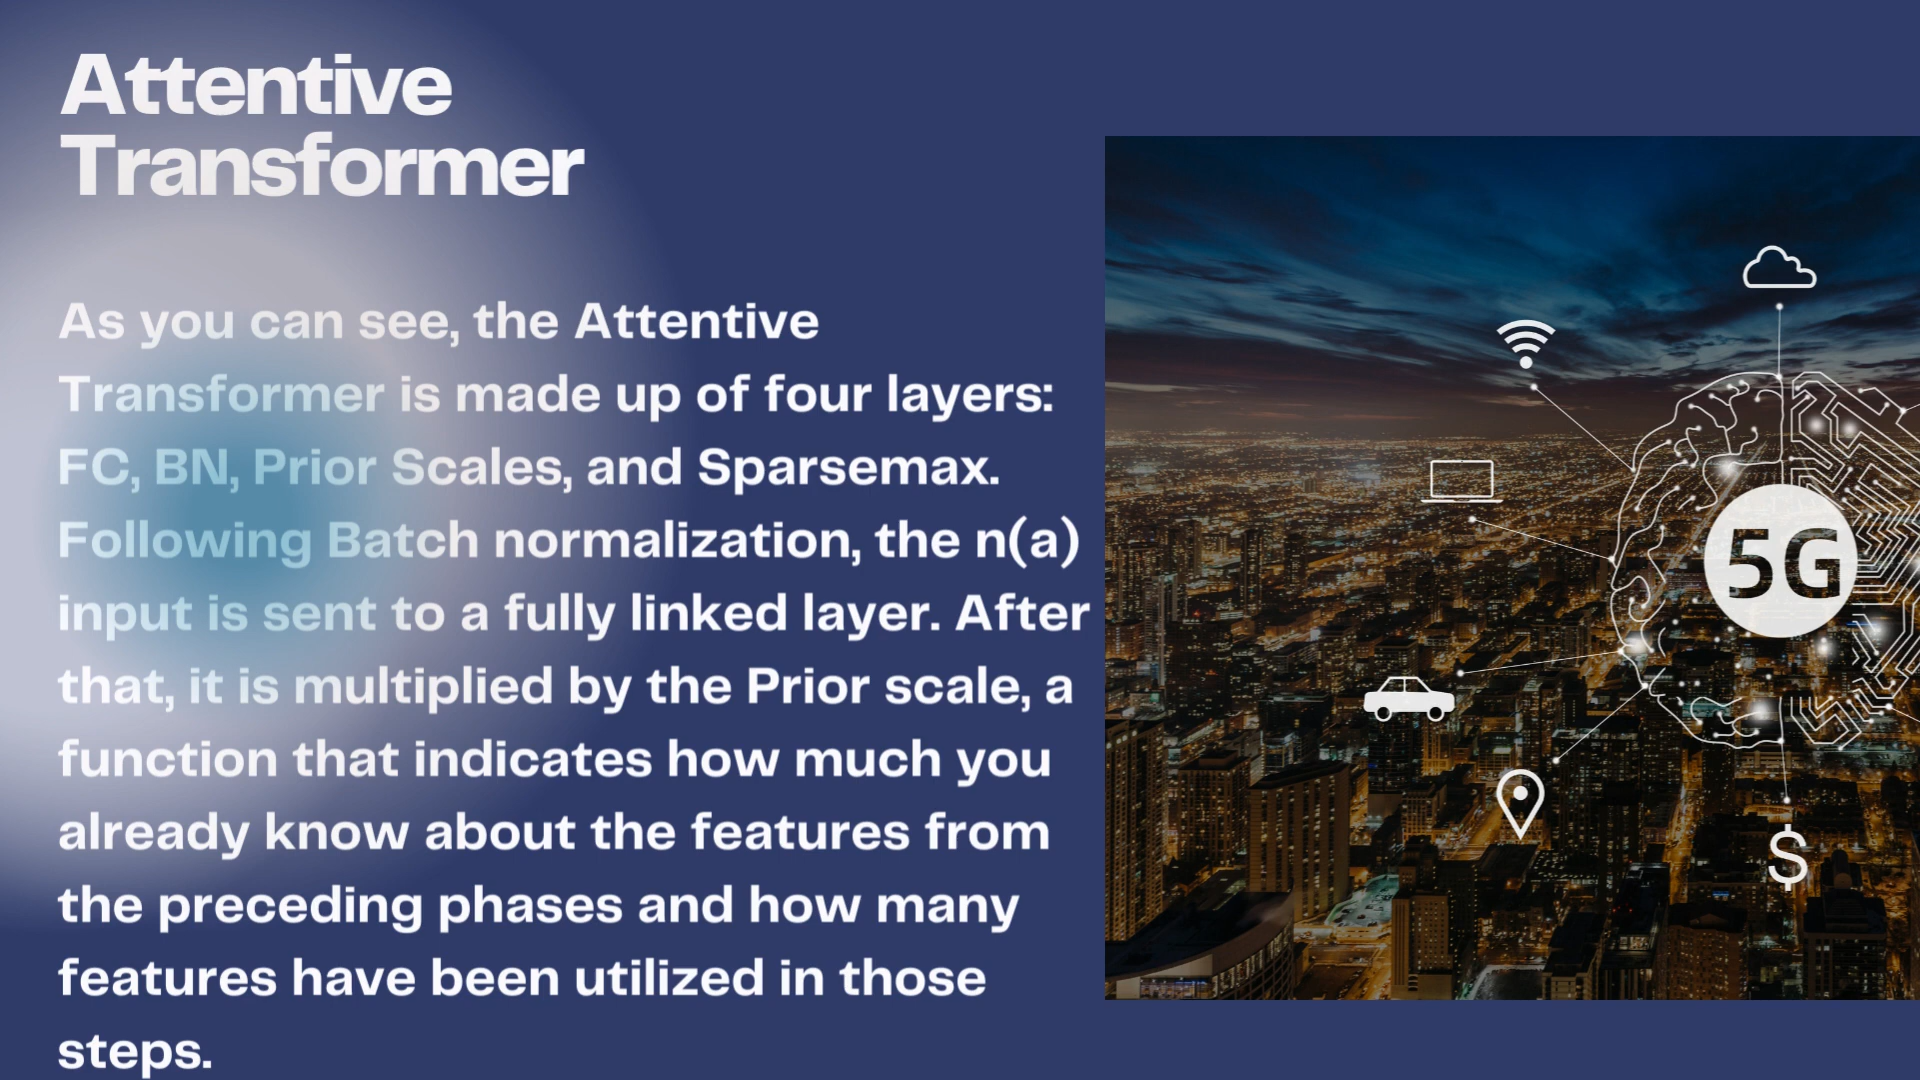 Attentive
Transformer
As you can see, the Attentive
Transformer is made up of four layers:
FC, BN, Prior Scales, and Sparsemax.
Following Batch normalization, the n(a)
input is sent to a fully linked layer. After
that, it is multiplied by the Prior scale, a
function that indicates how much you
already know about the features from
the preceding phases and how many
features have been utilized in those
steps.
5G
$